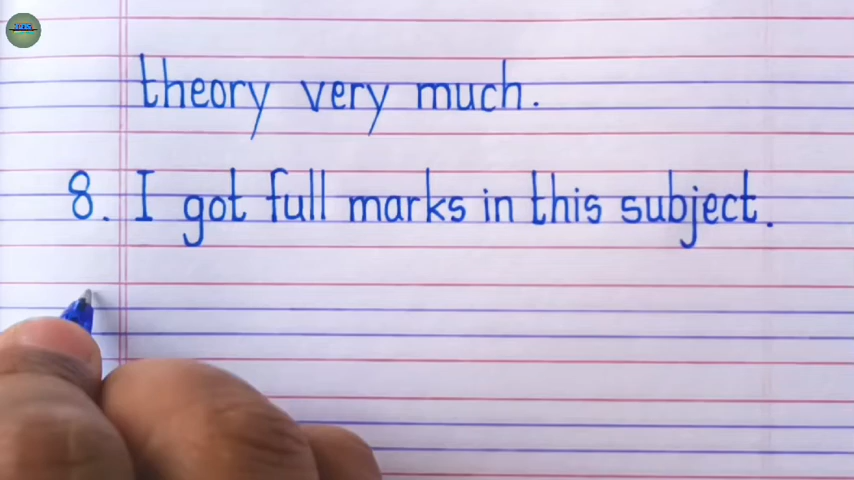 theory very much.
8. I got full marks in this subject.